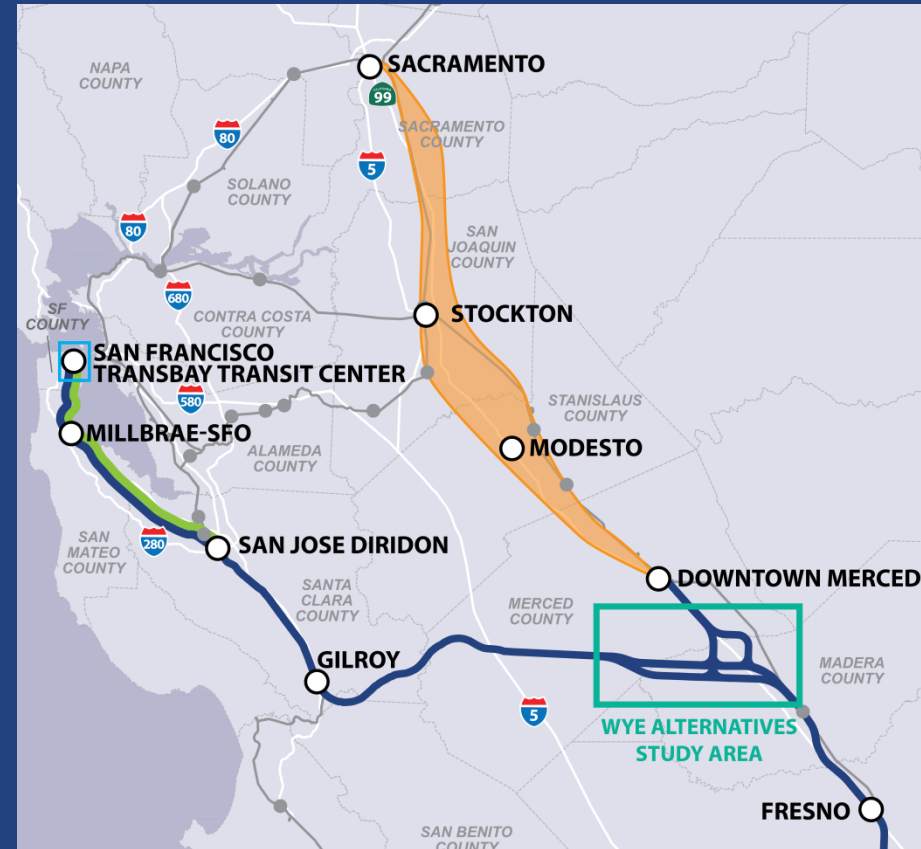 NAPA
COUNTY
SACRAMENTO
CALIFORNIA
99
80
SACRAMENTO
COUNTY
5
SOLANO
COUNTY
80
SAN
JOAQUIN
COUNTY
680
SF
COUNTY
CONTRA COSTA
COUNTY
STOCKTON
SAN FRANCISCO
TRANSBAY TRANSIT CENTER
580
STANISLAUS
COUNTY
MILLBRAE-SFO
ALAMEDA
COUNTY
MODESTO
SAN
MATEO
COUNTY
280
SAN JOSE DIRIDON
SANTA
CLARA
COUNTY
DOWNTOWN MERCED
MERCED
COUNTY
GILROY
MADERA
COUNTY
5
WYE ALTERNATIVES
STUDY AREA
FRESNO
SAN BENITO
COUNTY